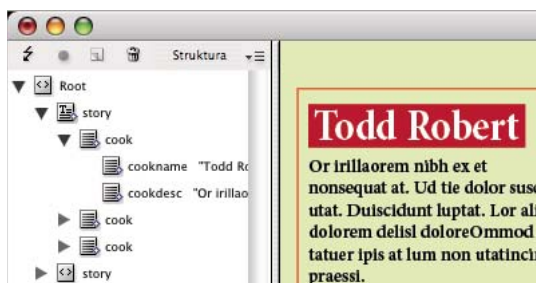 Struktura
Root
story
cook
cookname "Todd Ro
cookdesc "Or irillao
cook
cook
story
Todd Robert
Or irillaorem nibh ex et
nonsequat at. Ud tie dolor susc
utat. Duiscidunt luptat. Lor ali
dolorem delisl doloreOmmod
tatuer ipis at lum non utatincin
praessi.